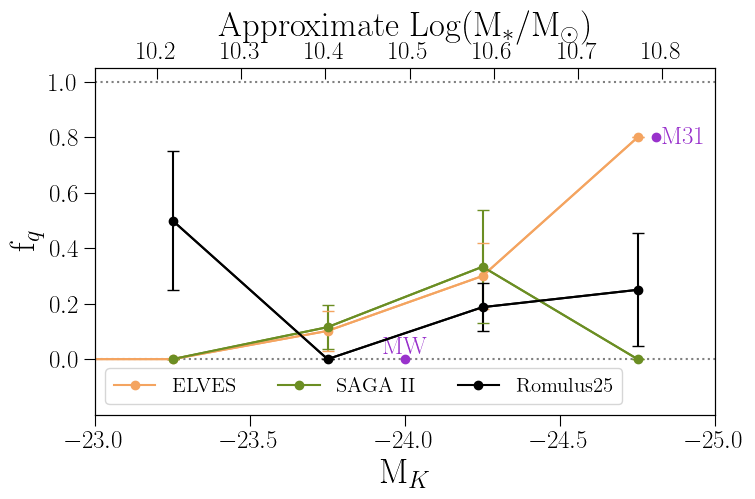 Approximate Log(M*/M☉)
10.2 10.3 10.4 10.5 10.6 10.7 10.8
1.0
M31
0.8
0.6
f_q
0.4
0.2
MW
0.0
ELVES SAGA II Romulus25
−23.0 −23.5 −24.0 −24.5 −25.0
M_K